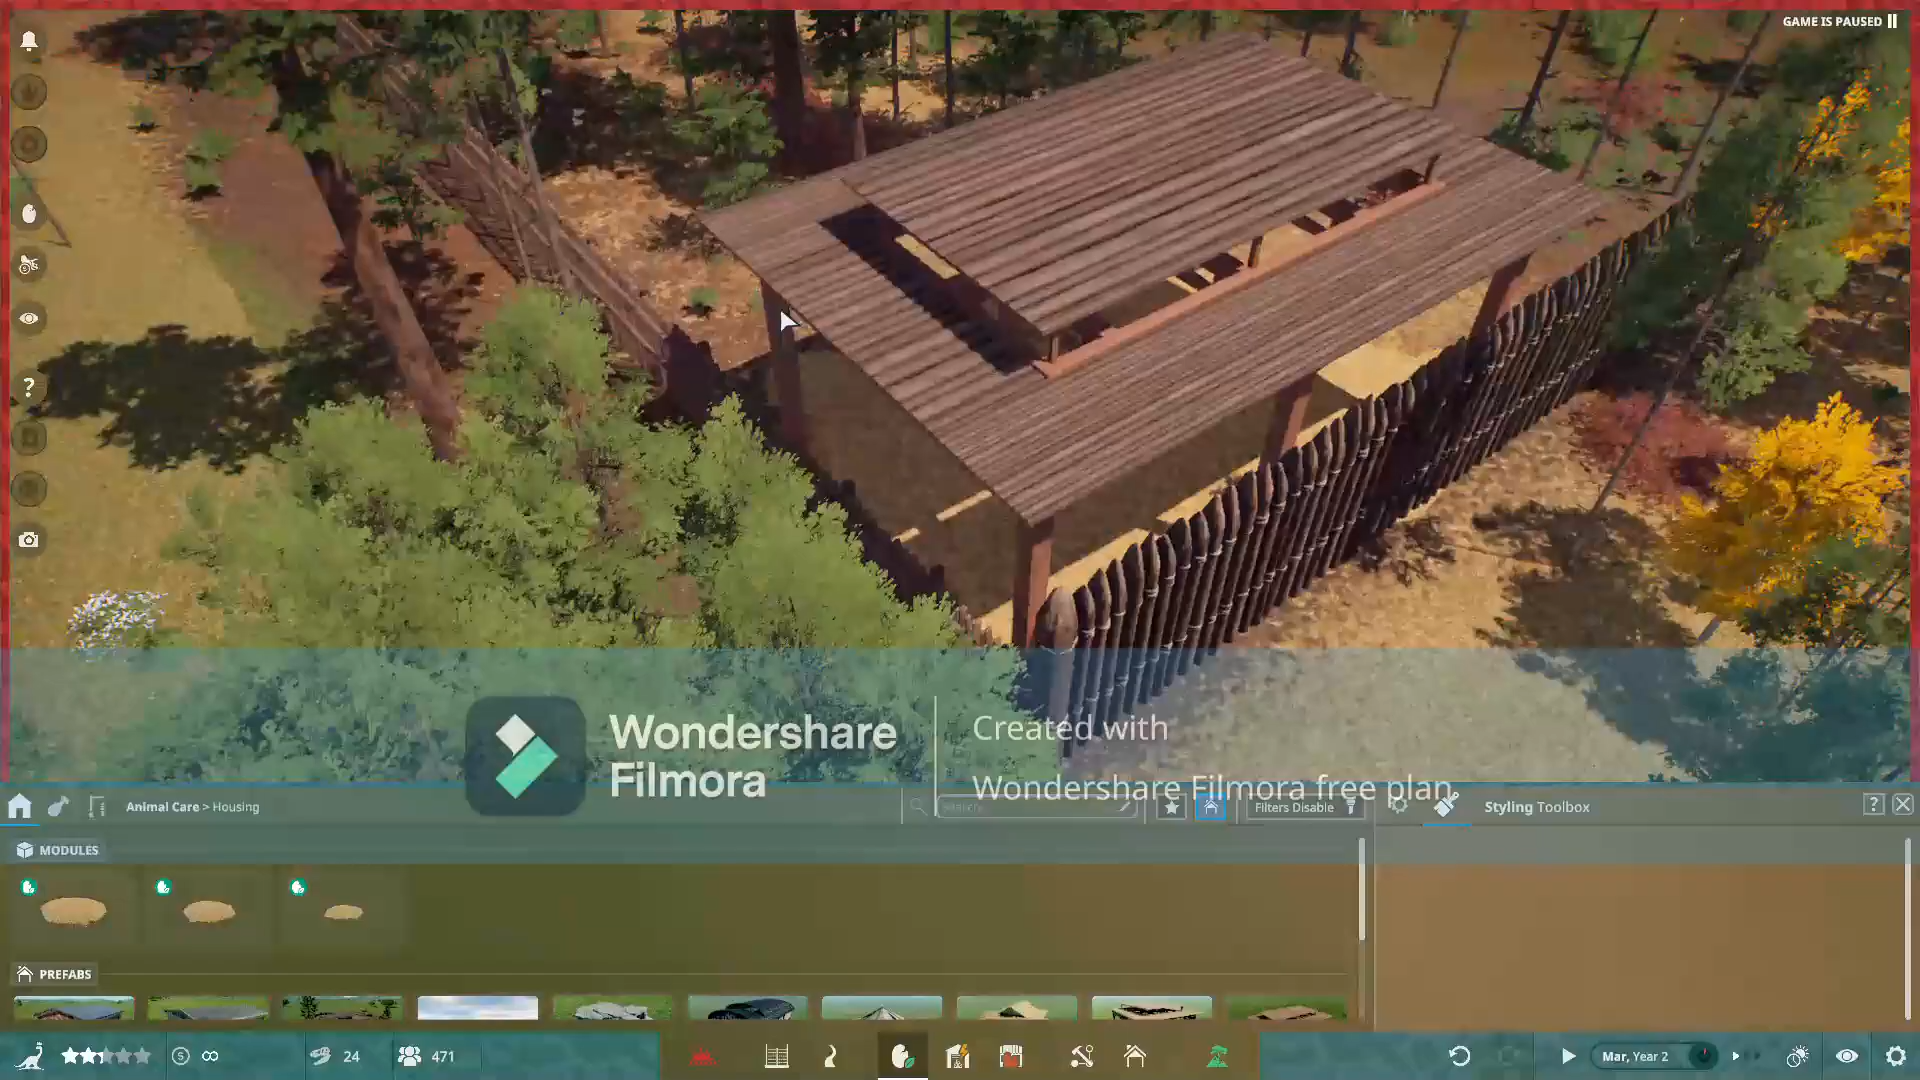 GAME IS PAUSED
?
Wondershare
Filmora
Created with
Wondershare Filmora free plan
Animal Care > Housing
Search
Filters Disable
Styling Toolbox
?
MODULES
PREFABS
24
471
Mar, Year 2